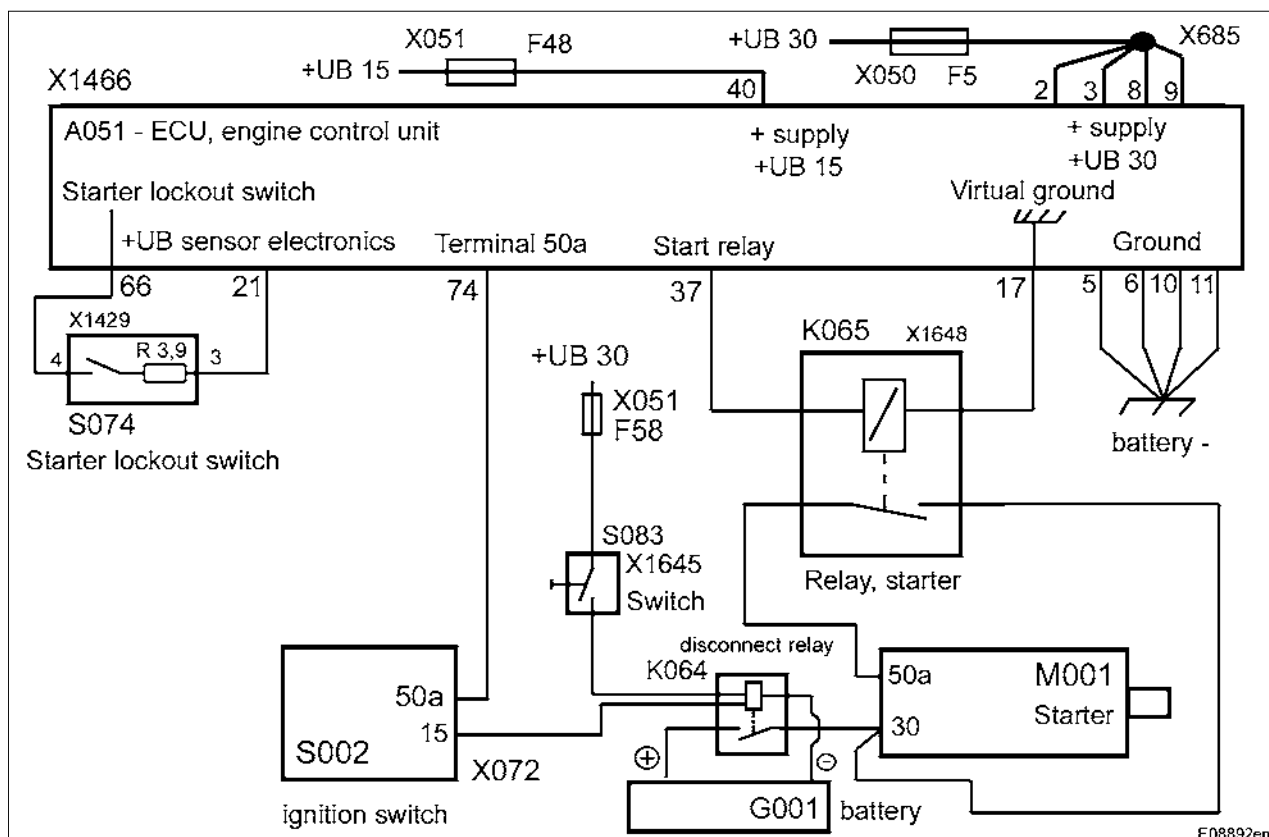 X051 F48
+UB 30
X685
+UB 15
X050 F5
X1466
40
2 3 8 9
A051 - ECU, engine control unit
+ supply
+UB 15
+ supply
+UB 30
Starter lockout switch
Virtual ground
+UB sensor electronics
Terminal 50a
Start relay
Ground
66 21 74 37 17 5 6 10 11
X1429
4 R 3,9 3
S074
Starter lockout switch
+UB 30
X051
F58
K065 X1648
battery -
S083
X1645
Switch
Relay, starter
disconnect relay
K064
50a
15
S002
X072
ignition switch
50a
30
M001
Starter
+ -
G001
battery
E08892en